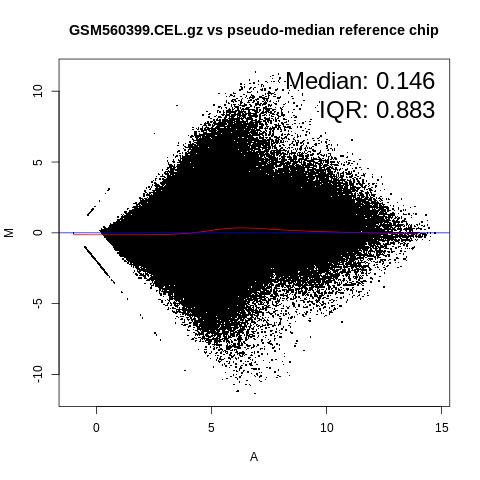 GSM560399.CEL.gz vs pseudo-median reference chip
Median: 0.146
IQR: 0.883
10
5
0
-5
-10
M
0 5 10 15
A